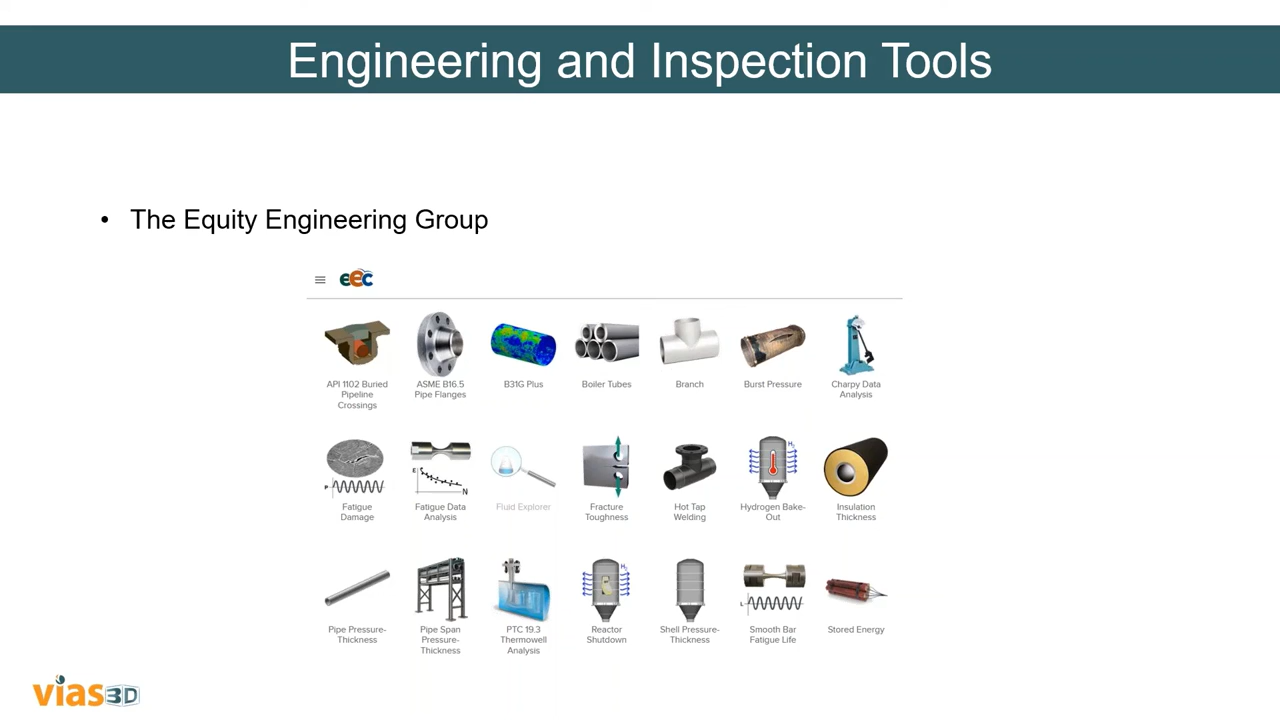 Engineering and Inspection Tools
• The Equity Engineering Group
eec
API 1102 Buried
Pipeline
Crossings
ASME B16.5
Pipe Flanges
B31G Plus
Boiler Tubes
Branch
Burst Pressure
Charpy Data
Analysis
P
Fatigue
Damage
E
N
Fatigue Data
Analysis
Fluid Explorer
Fracture
Toughness
Hot Tap
Welding
H₂
Hydrogen Bake-
Out
Insulation
Thickness
Pipe Pressure-
Thickness
Pipe Span
Pressure-
Thickness
PTC 19.3
Thermowell
Analysis
H₂
Reactor
Shutdown
Shell Pressure-
Thickness
L
Smooth Bar
Fatigue Life
Stored Energy
vias3D